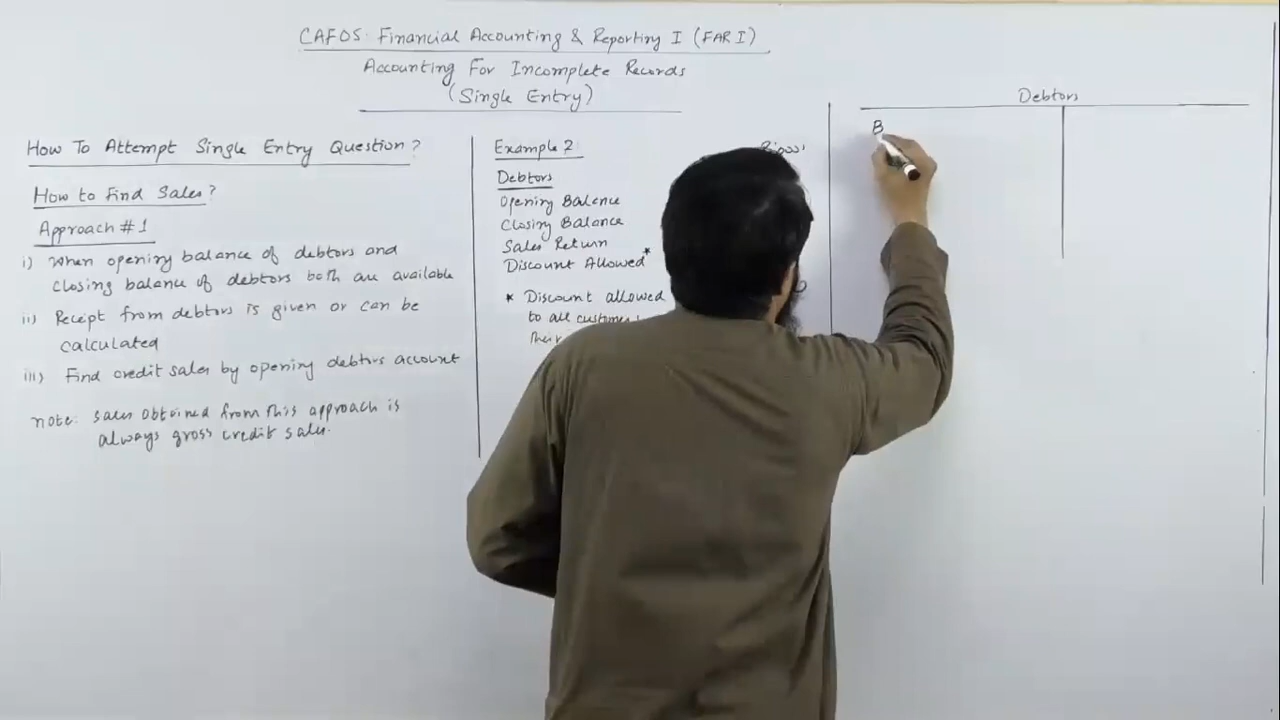 CAF05: Financial Accounting & Reporting I (FAR I)
Accounting For Incomplete Records
(Single Entry)
How To Attempt Single Entry Question?
How to Find Sales?
Approach #1
i) When opening balance of debtors and
closing balance of debtors both are available
ii) Receipt from debtors is given or can be
calculated
iii) Find credit sales by opening debtors account
note: Sales obtained from this approach is
always gross credit sales.
Example 2
Debtors
Opening Balance
Closing Balance
Sales Return
Discount Allowed*
* Discount allowed
to all
their
Debtors
B